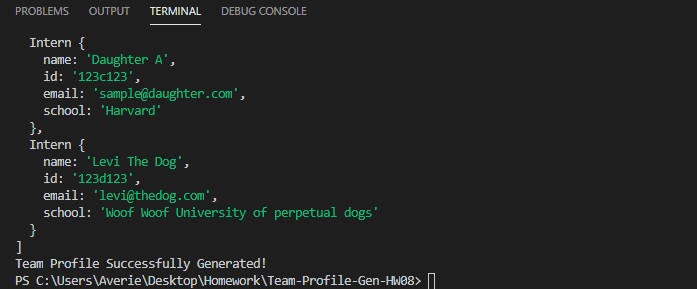 PROBLEMS OUTPUT TERMINAL DEBUG CONSOLE
Intern {
name: 'Daughter A',
id: '123c123',
email: 'sample@daughter.com',
school: 'Harvard'
},
Intern {
name: 'Levi The Dog',
id: '123d123',
email: 'levi@thedog.com',
school: 'Woof Woof University of perpetual dogs'
}
]
Team Profile Successfully Generated!
PS C:\Users\Averie\Desktop\Homework\Team-Profile-Gen-HW08>